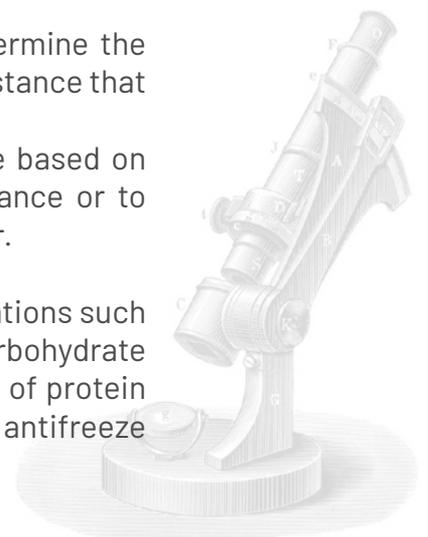 ermine the
stance that
e based on
ance or to
r.
ations such
rbohydrate
of protein
antifreeze
O
F
e
J
A
T
D
B
t
C
S
C
K
G
g